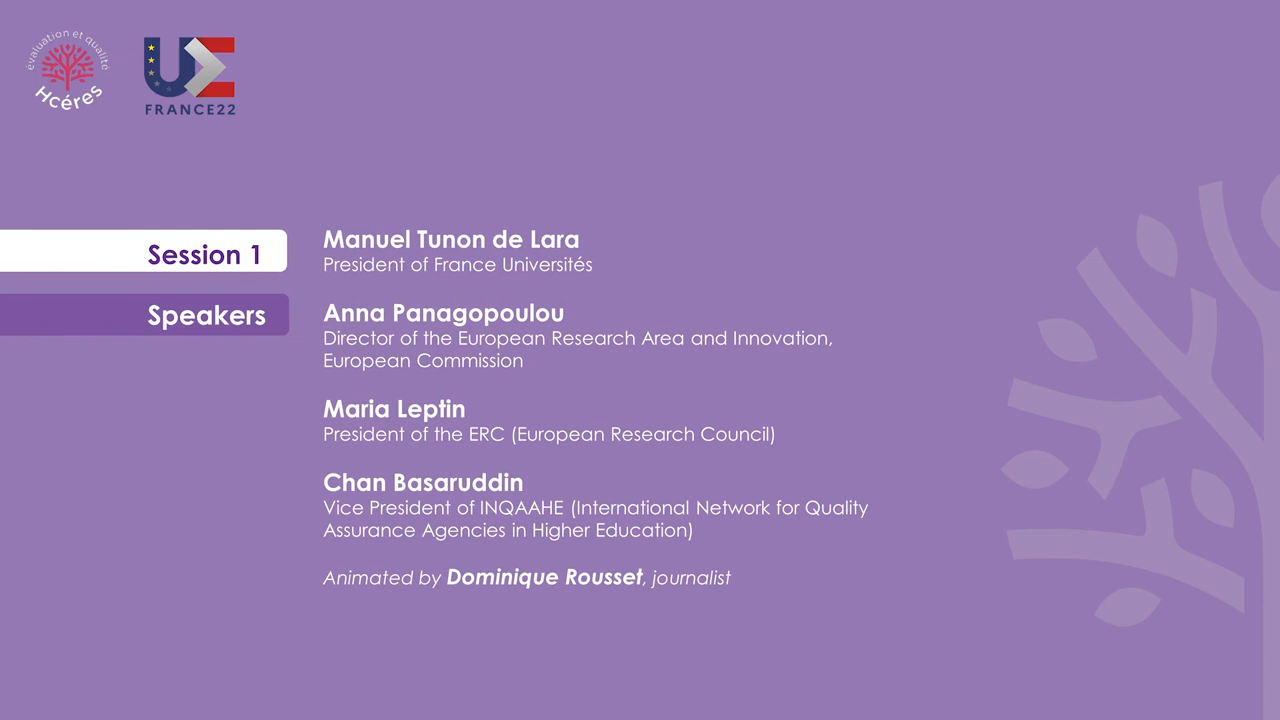 évaluation et qualité
Hcéres
UE
FRANCE22
Session 1
Speakers
Manuel Tunon de Lara
President of France Universités
Anna Panagopoulou
Director of the European Research Area and Innovation,
European Commission
Maria Leptin
President of the ERC (European Research Council)
Chan Basaruddin
Vice President of INQAAHE (International Network for Quality
Assurance Agencies in Higher Education)
Animated by Dominique Rousset, journalist